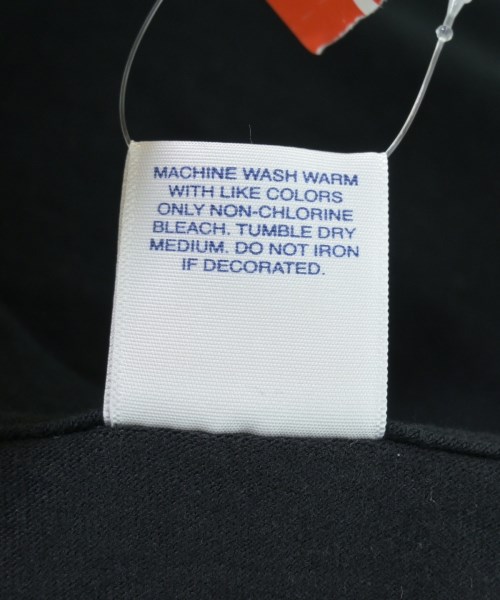 MACHINE WASH WARM
WITH LIKE COLORS
ONLY NON-CHLORINE
BLEACH. TUMBLE DRY
MEDIUM. DO NOT IRON
IF DECORATED.